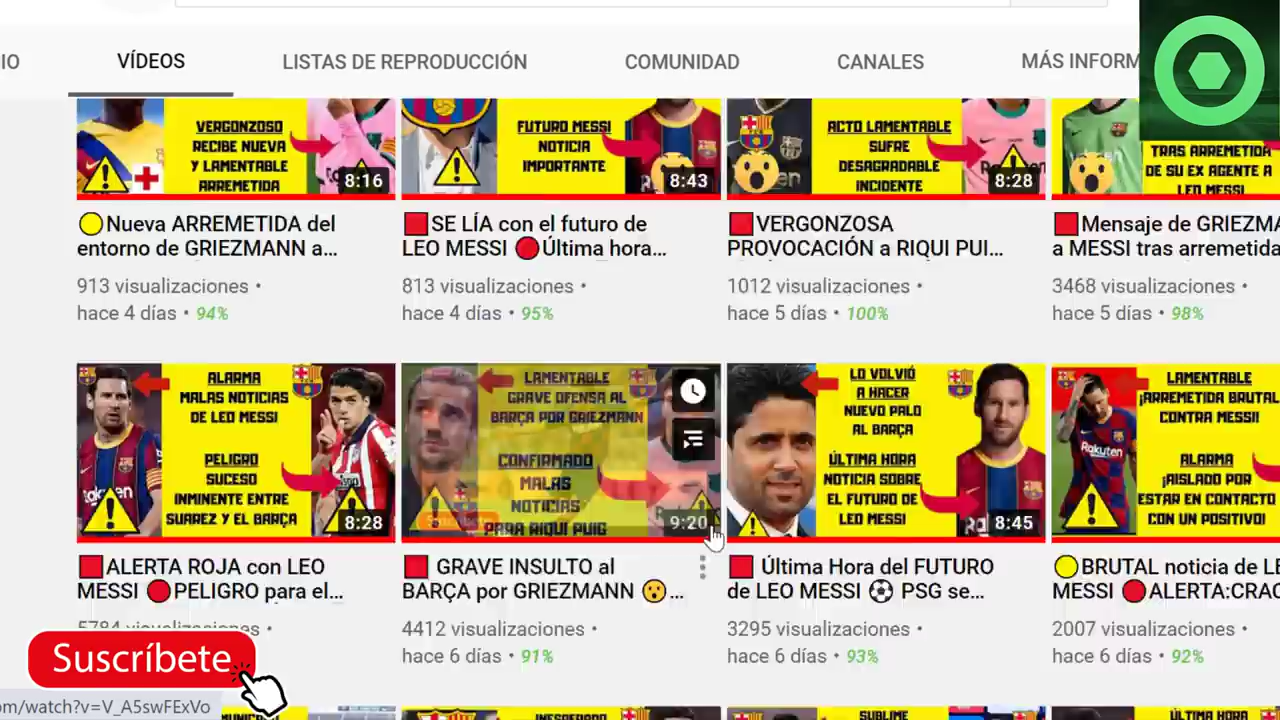 IO
VÍDEOS
LISTAS DE REPRODUCCIÓN
COMUNIDAD
CANALES
MÁS INFORM
VERGONZOSO
RECIBE NUEVA
Y LAMENTABLE
ARREMETIDA
8:16
FUTURO MESSI
NOTICIA
IMPORTANTE
8:43
ACTO LAMENTABLE
SUFRE
DESAGRADABLE
INCIDENTE
8:28
TRAS ARREMETIDA
DE SU EX AGENTE A
LEO MESSI
Nueva ARREMETIDA del
entorno de GRIEZMANN a...
913 visualizaciones •
hace 4 días • 94%
SE LÍA con el futuro de
LEO MESSI 🔴Última hora...
813 visualizaciones •
hace 4 días • 95%
VERGONZOSA
PROVOCACIÓN a RIQUI PUI...
1012 visualizaciones •
hace 5 días • 100%
Mensaje de GRIEZMA
a MESSI tras arremetida
3468 visualizaciones •
hace 5 días • 98%
ALARMA
MALAS NOTICIAS
DE LEO MESSI
PELIGRO
SUCESO
INMINENTE ENTRE
SUAREZ Y EL BARÇA
8:28
LAMENTABLE
GRAVE OFENSA AL
BARÇA POR GRIEZMANN
CONFIRMADO
MALAS
NOTICIAS
PARA RIQUI PUIG
9:20
LO VOLVIÓ
A HACER
NUEVO PALO
AL BARÇA
ÚLTIMA HORA
NOTICIA SOBRE
EL FUTURO DE
LEO MESSI
8:45
LAMENTABLE
¡ARREMETIDA BRUTAL
CONTRA MESSI!
ALARMA
¡AISLADO POR
ESTAR EN CONTACTO
CON UN POSITIVO!
ALERTA ROJA con LEO
MESSI 🔴PELIGRO para el...
5784 visualizaciones •
GRAVE INSULTO al
BARÇA por GRIEZMANN 😮...
4412 visualizaciones •
hace 6 días • 91%
Última Hora del FUTURO
de LEO MESSI ⚽ PSG se...
3295 visualizaciones •
hace 6 días • 93%
BRUTAL noticia de LE
MESSI 🔴ALERTA:CRAC
2007 visualizaciones •
hace 6 días • 92%
Suscríbete
om/watch?v=V_A5swFExVo
INESPERADO
SUBLIME
ÚLTIMA HORA